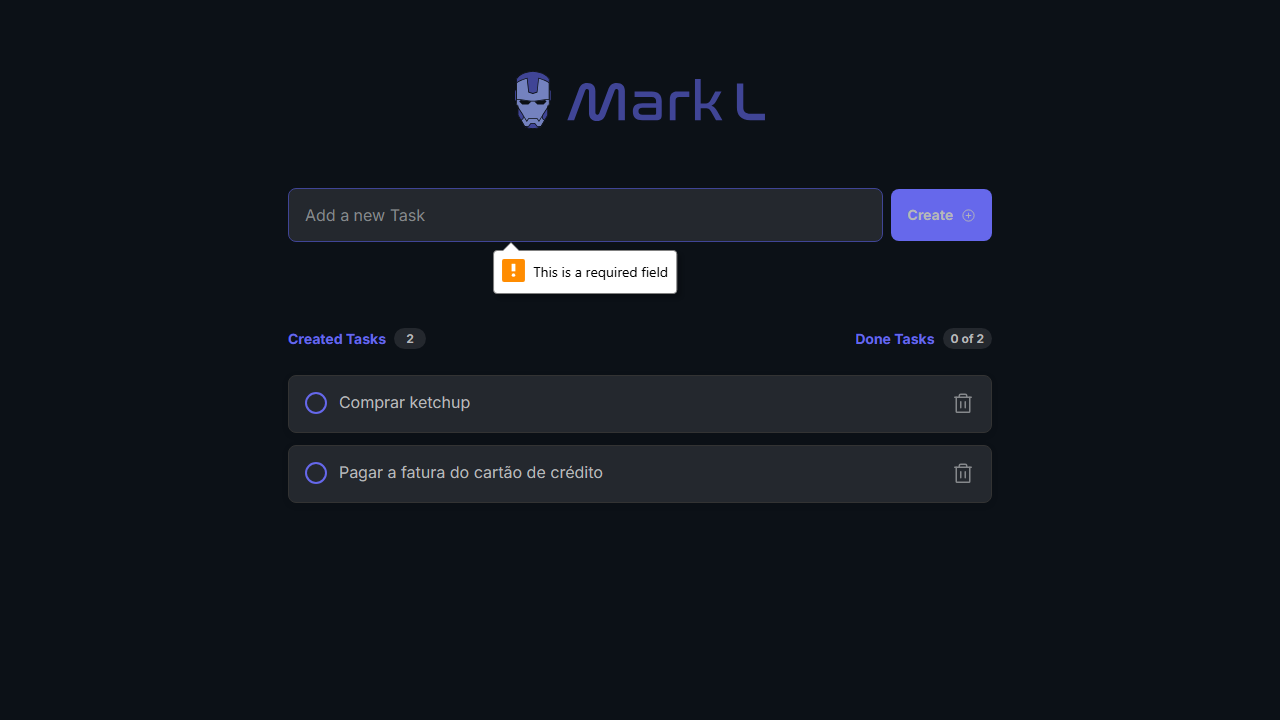 Mark L
Add a new Task
Create
This is a required field
Created Tasks 2
Done Tasks 0 of 2
Comprar ketchup
Pagar a fatura do cartão de crédito